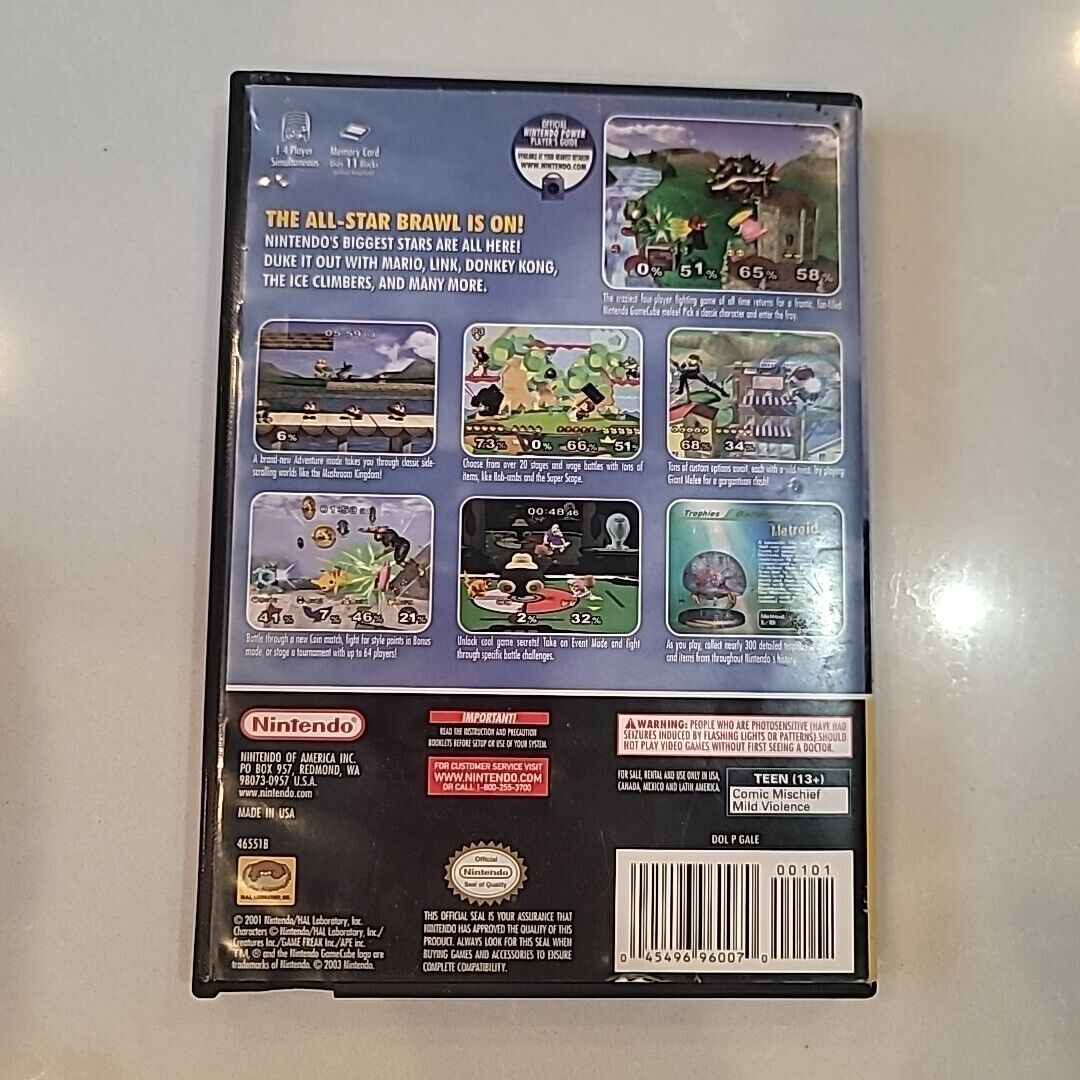 1-4 Player
Simultaneous
Memory Card
Uses 11 Blocks
OFFICIAL
NINTENDO POWER
PLAYER'S GUIDE
AVAILABLE AT YOUR NEAREST RETAILER!
WWW.NINTENDO.COM
THE ALL-STAR BRAWL IS ON!
NINTENDO'S BIGGEST STARS ARE ALL HERE!
DUKE IT OUT WITH MARIO, LINK, DONKEY KONG,
THE ICE CLIMBERS, AND MANY MORE.
0% 51% 65% 58%
The craziest four-player fighting game of all time returns for a frantic, fun-filled
Nintendo GameCube melee! Pick a classic character and enter the fray.
05:59
6%
A brand-new Adventure mode takes you through classic side-
scrolling worlds like the Mushroom Kingdom!
P3
73% 0% 66% 51%
Choose from over 20 stages and wage battles with tons of
items, like Bob-ombs and the Super Scope.
68% 34%
Tons of custom options await, each with a wild twist. Try playing
Giant Melee for a gargantuan clash!
01:50
41% 7% 46% 21%
Battle through a new Coin match, fight for style points in Bonus
mode, or stage a tournament with up to 64 players!
00:48 46
2% 32%
Unlock cool game secrets! Take on Event Mode and fight
through specific battle challenges.
Trophies
Metroid
As you play, collect nearly 300 detailed
and items from throughout Nintendo's history.
Nintendo®
NINTENDO OF AMERICA INC.
PO BOX 957, REDMOND, WA
98073-0957 U.S.A.
www.nintendo.com
MADE IN USA
46551B
HAL LABORATORY, INC.
© 2001 Nintendo/HAL Laboratory, Inc.
Characters © Nintendo/HAL Laboratory, Inc./
Creatures Inc./GAME FREAK Inc./APE inc.
TM, ® and the Nintendo GameCube logo are
trademarks of Nintendo. © 2003 Nintendo.
IMPORTANT!
READ THE INSTRUCTION AND PRECAUTION
BOOKLETS BEFORE SETUP OR USE OF YOUR SYSTEM.
FOR CUSTOMER SERVICE VISIT
WWW.NINTENDO.COM
OR CALL 1-800-255-3700
Official
Nintendo
Seal of Quality
THIS OFFICIAL SEAL IS YOUR ASSURANCE THAT
NINTENDO HAS APPROVED THE QUALITY OF THIS
PRODUCT. ALWAYS LOOK FOR THIS SEAL WHEN
BUYING GAMES AND ACCESSORIES TO ENSURE
COMPLETE COMPATIBILITY.
WARNING: PEOPLE WHO ARE PHOTOSENSITIVE (HAVE HAD
SEIZURES INDUCED BY FLASHING LIGHTS OR PATTERNS) SHOULD
NOT PLAY VIDEO GAMES WITHOUT FIRST SEEING A DOCTOR.
FOR SALE, RENTAL AND USE ONLY IN USA,
CANADA, MEXICO AND LATIN AMERICA.
TEEN (13+)
Comic Mischief
Mild Violence
DOL P GALE
00101
0 45496 96007 0